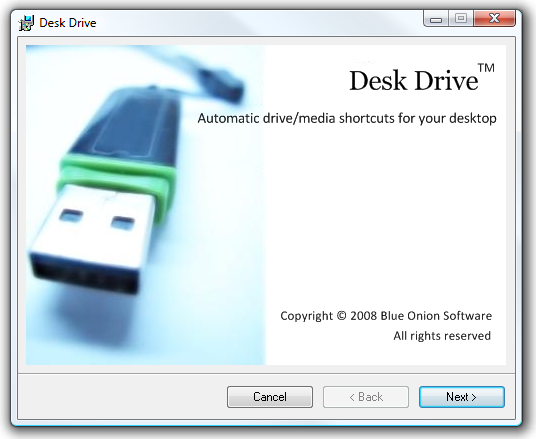 Desk Drive
Desk Drive™
Automatic drive/media shortcuts for your desktop
Copyright © 2008 Blue Onion Software
All rights reserved
Cancel
< Back
Next >